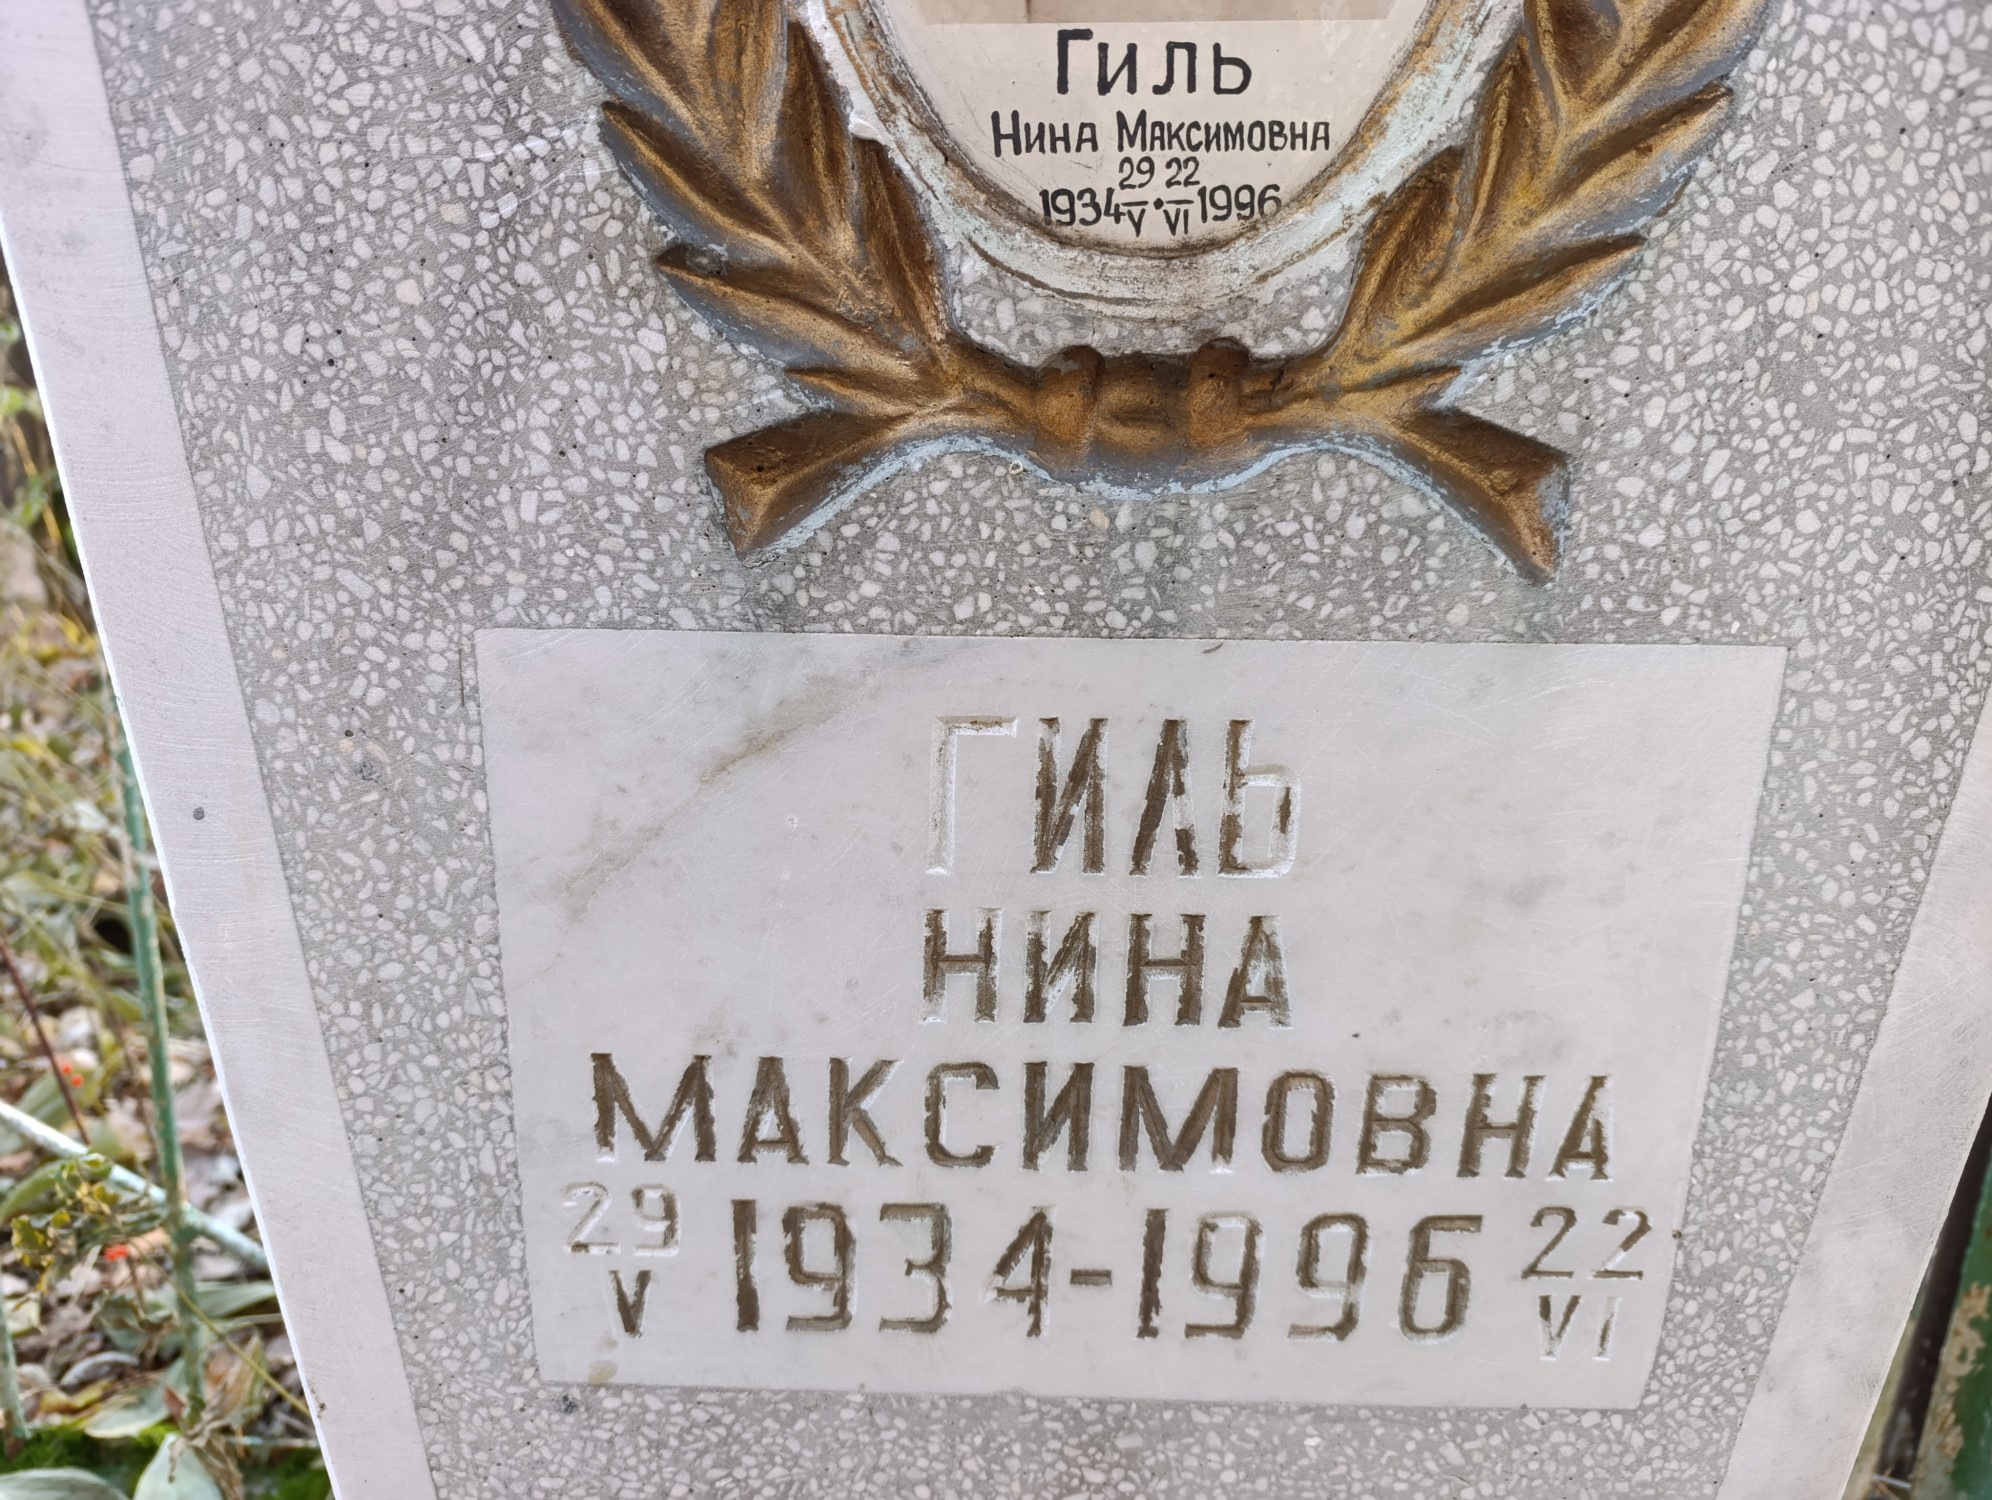 Гиль
Нина Максимовна
29 22
1934 V • VI 1996
ГИЛЬ
НИНА
МАКСИМОВНА
29 1934-1996 22
V VI